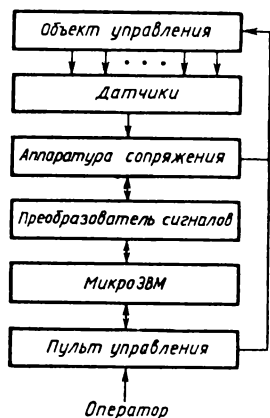 Объект управления
Датчики
Аппаратура сопряжения
Преобразователь сигналов
МикроЭВМ
Пульт управления
Оператор